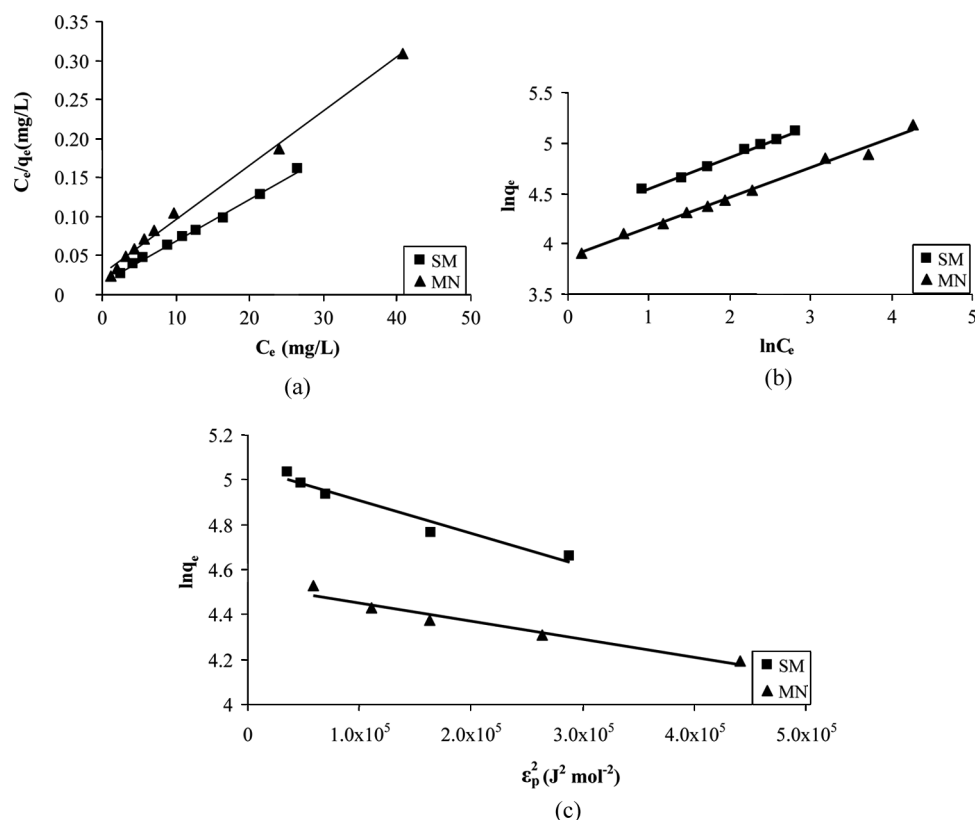 0.35
0.30
0.25
0.20
0.15
0.10
0.05
0
Cₑ/qₑ(mg/L)
0 10 20 30 40 50
Cₑ (mg/L)
SM
MN
(a)
5.5
5
4.5
4
3.5
lnqₑ
0 1 2 3 4 5
lnCₑ
SM
MN
(b)
5.2
5
4.8
4.6
4.4
4.2
4
lnqₑ
0 1.0x10⁵ 2.0x10⁵ 3.0x10⁵ 4.0x10⁵ 5.0x10⁵
εₚ² (J² mol⁻²)
SM
MN
(c)